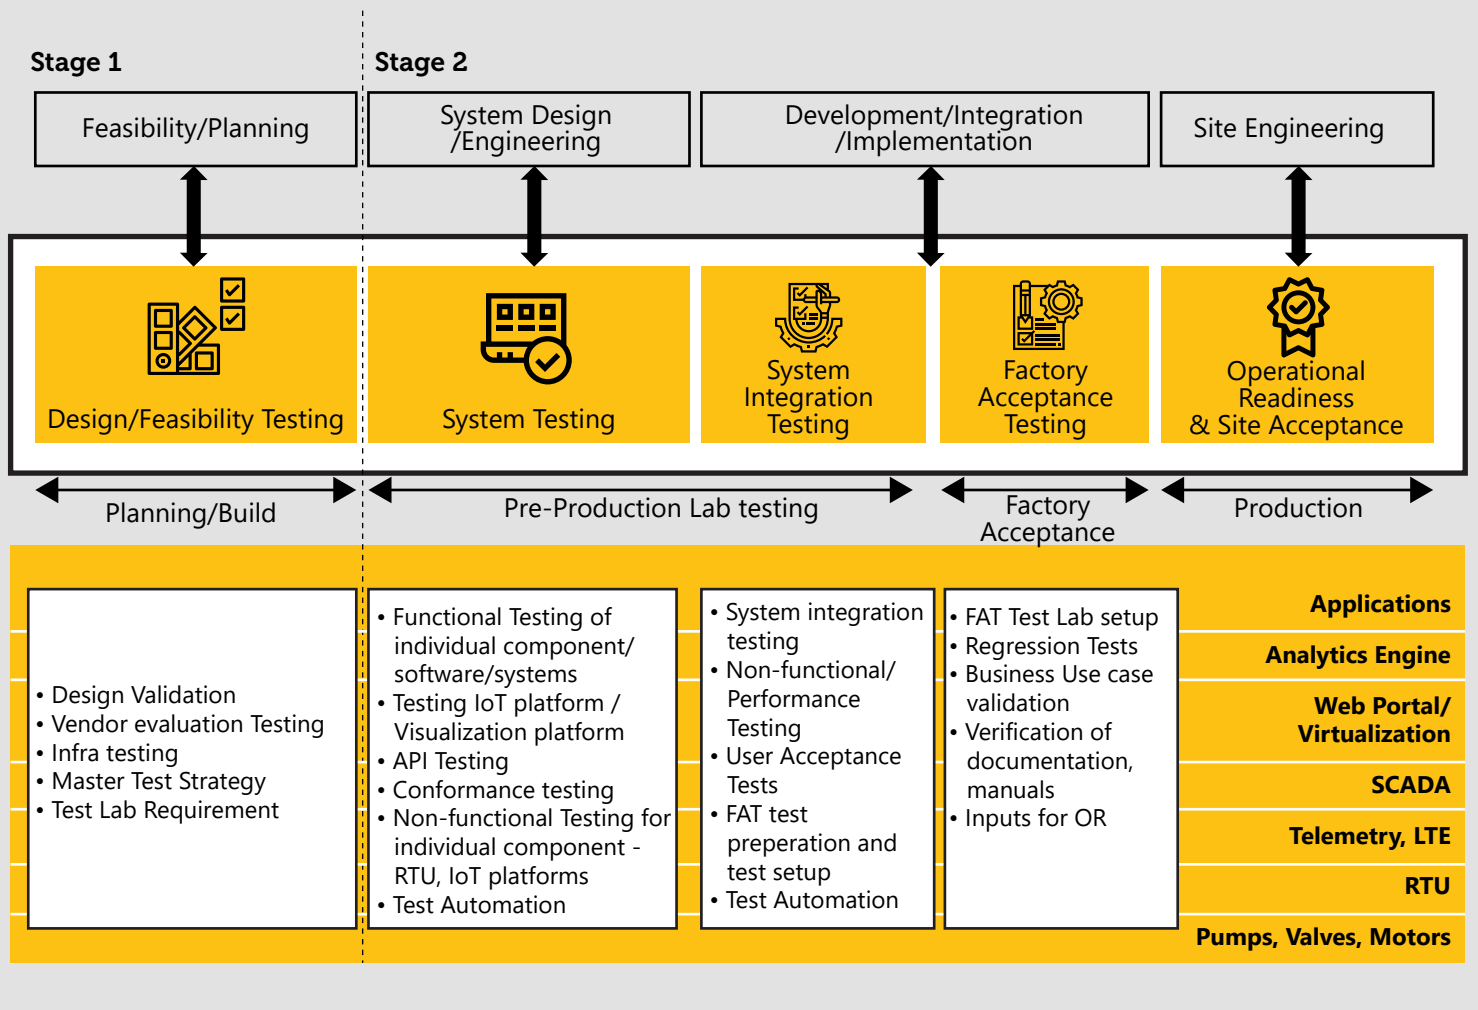 Stage 1
Stage 2
Feasibility/Planning
System Design
/Engineering
Development/Integration
/Implementation
Site Engineering
Design/Feasibility Testing
System Testing
System
Integration
Testing
Factory
Acceptance
Testing
Operational
Readiness
& Site Acceptance
Planning/Build
Pre-Production Lab testing
Factory
Acceptance
Production
• Design Validation
• Vendor evaluation Testing
• Infra testing
• Master Test Strategy
• Test Lab Requirement
• Functional Testing of
individual component/
software/systems
• Testing IoT platform /
Visualization platform
• API Testing
• Conformance testing
• Non-functional Testing for
individual component -
RTU, IoT platforms
• Test Automation
• System integration
testing
• Non-functional/
Performance
Testing
• User Acceptance
Tests
• FAT test
preperation and
test setup
• Test Automation
• FAT Test Lab setup
• Regression Tests
• Business Use case
validation
• Verification of
documentation,
manuals
• Inputs for OR
Applications
Analytics Engine
Web Portal/
Virtualization
SCADA
Telemetry, LTE
RTU
Pumps, Valves, Motors